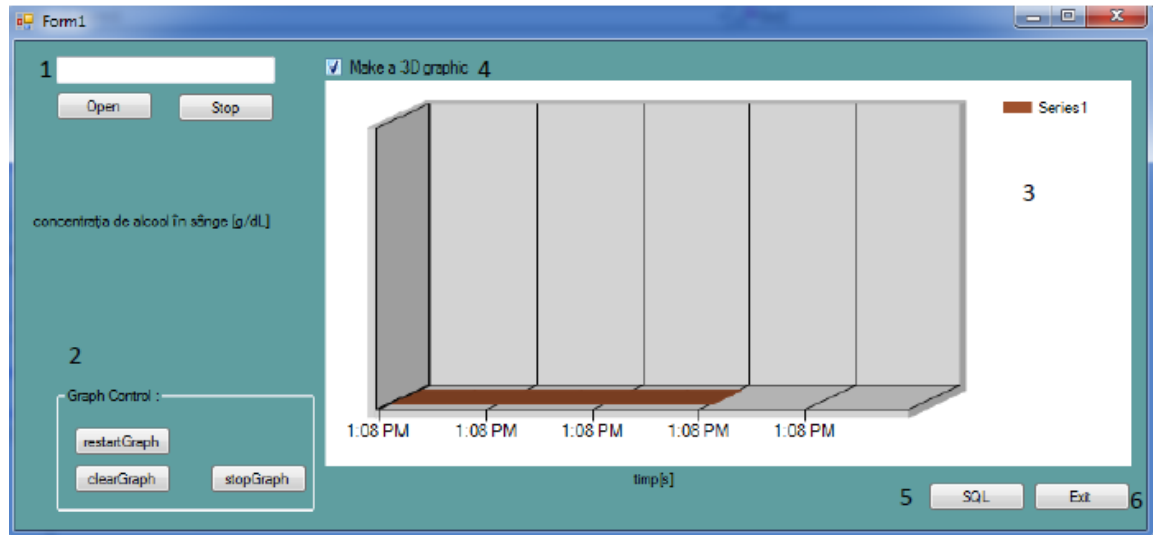 Form1
1
Open
Stop
concentrația de alcool în sânge [g/dL]
2
Graph Control :
restartGraph
clearGraph
stopGraph
Make a 3D graphic 4
Series1
3
1:08 PM 1:08 PM 1:08 PM 1:08 PM 1:08 PM
timp[s]
5
SQL
Exit
6